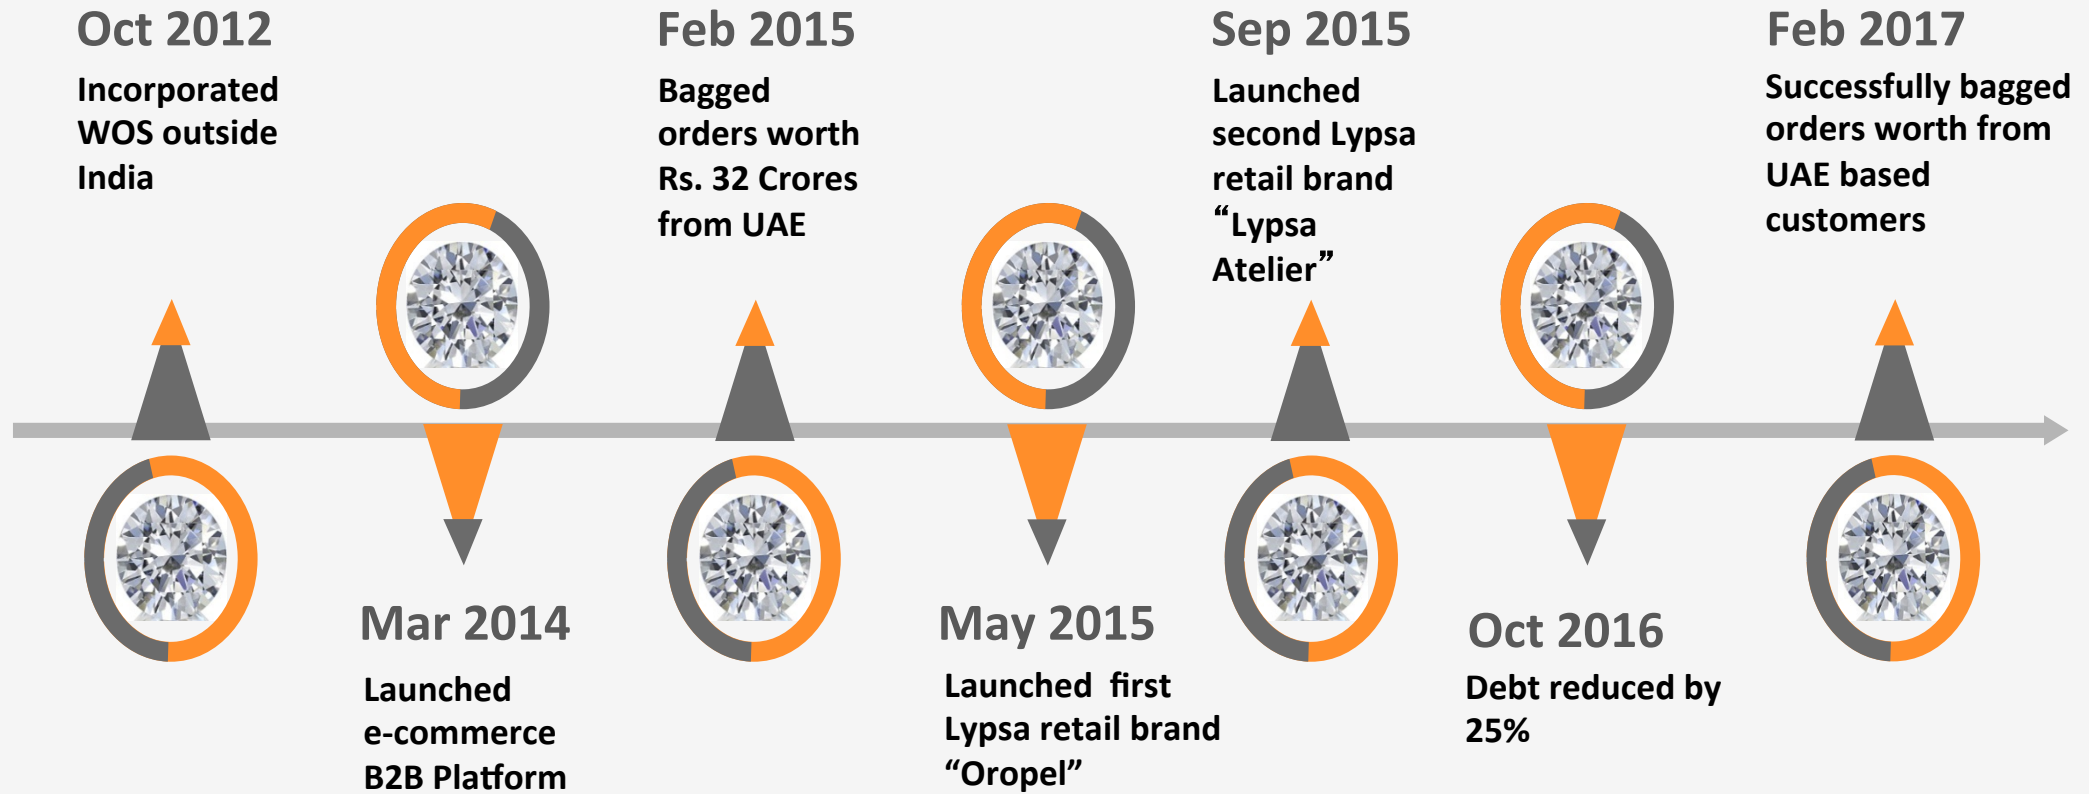 Oct 2012
Incorporated
WOS outside
India
Mar 2014
Launched
e-commerce
B2B Platform
Feb 2015
Bagged
orders worth
Rs. 32 Crores
from UAE
May 2015
Launched first
Lypsa retail brand
“Oropel”
Sep 2015
Launched
second Lypsa
retail brand
“Lypsa
Atelier”
Oct 2016
Debt reduced by
25%
Feb 2017
Successfully bagged
orders worth from
UAE based
customers